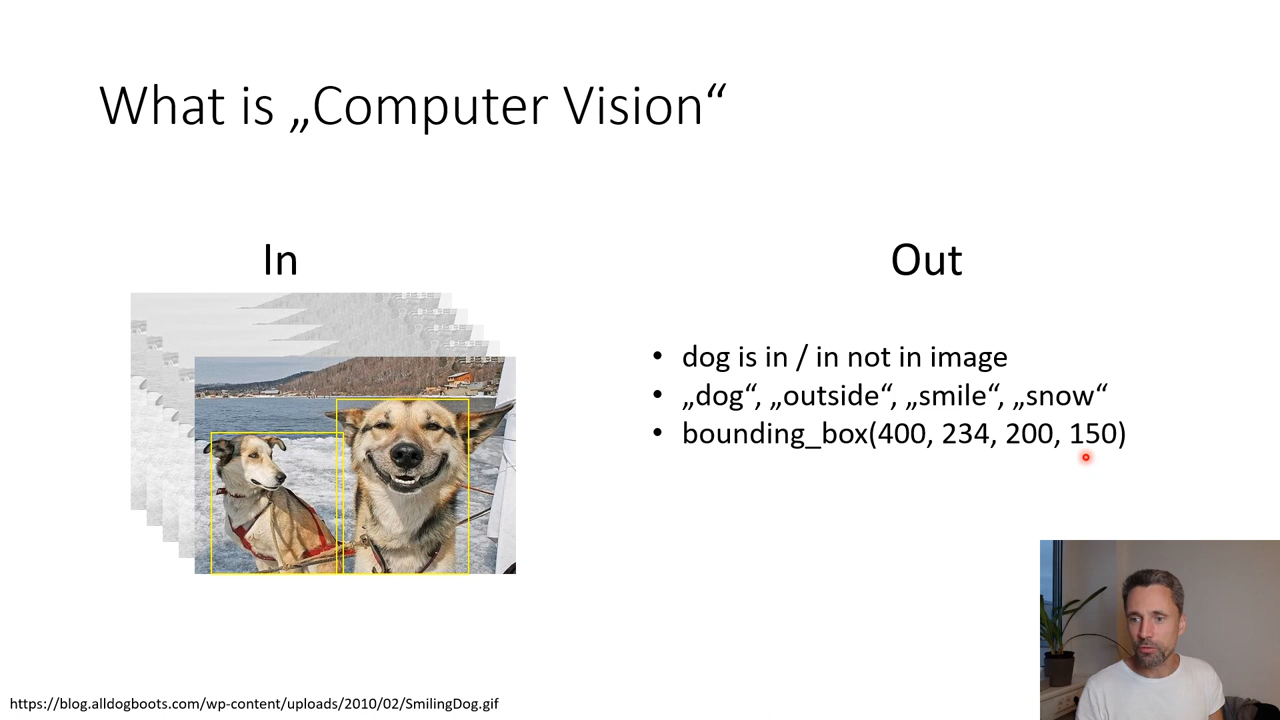 What is „Computer Vision“
In
Out
• dog is in / in not in image
• „dog“, „outside“, „smile“, „snow“
• bounding_box(400, 234, 200, 150)
https://blog.alldogboots.com/wp-content/uploads/2010/02/SmilingDog.gif